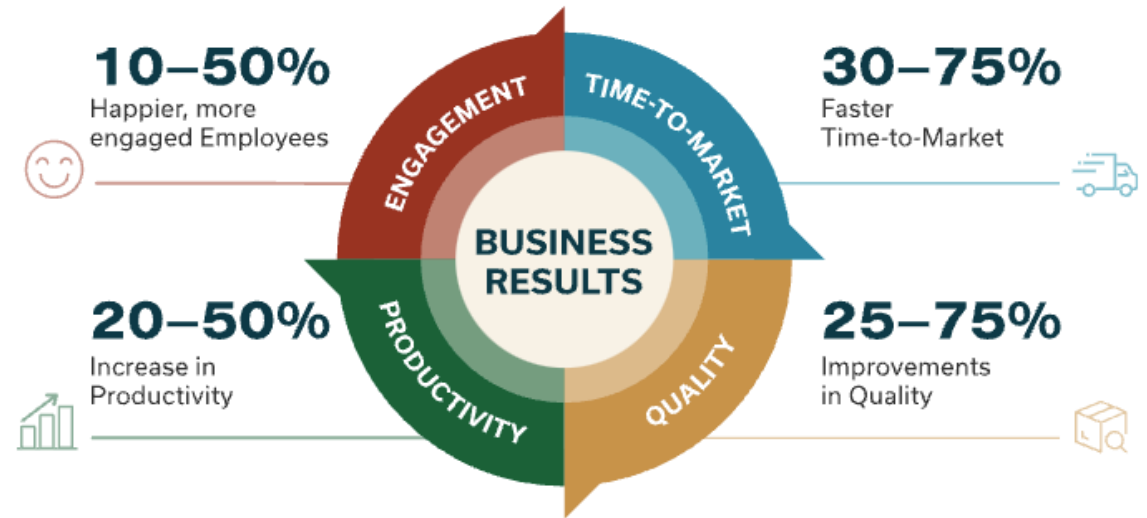 10–50%
Happier, more
engaged Employees
30–75%
Faster
Time-to-Market
ENGAGEMENT
TIME-TO-MARKET
BUSINESS
RESULTS
PRODUCTIVITY
QUALITY
20–50%
Increase in
Productivity
25–75%
Improvements
in Quality